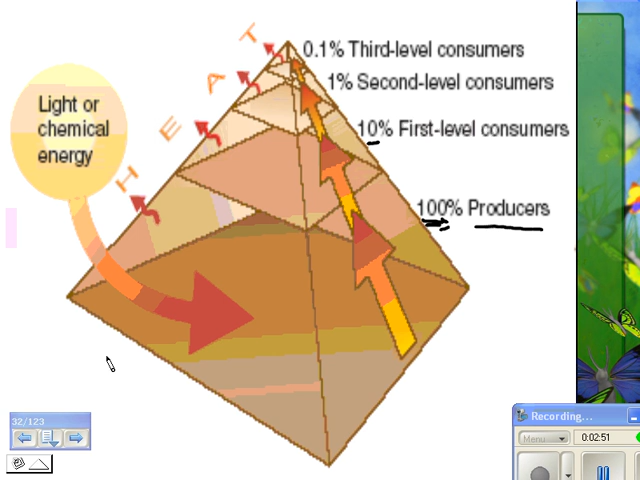 T
0.1% Third-level consumers
A
1% Second-level consumers
E
10% First-level consumers
H
Light or
chemical
energy
100% Producers
32/123
Recording...
Menu
0:02:51